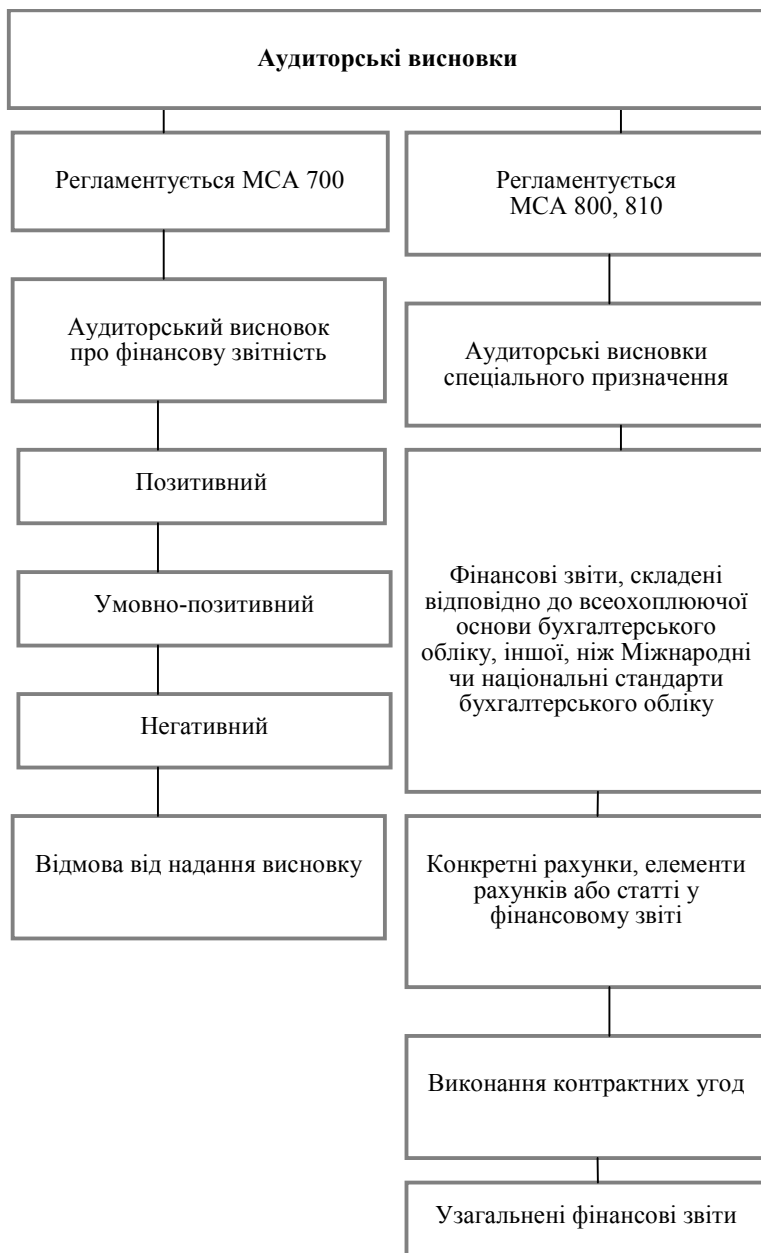 Аудиторські висновки
Регламентується МСА 700
Аудиторський висновок
про фінансову звітність
Позитивний
Умовно-позитивний
Негативний
Відмова від надання висновку
Регламентується
МСА 800, 810
Аудиторські висновки
спеціального призначення
Фінансові звіти, складені
відповідно до всеохоплюючої
основи бухгалтерського
обліку, іншої, ніж Міжнародні
чи національні стандарти
бухгалтерського обліку
Конкретні рахунки, елементи
рахунків або статті у
фінансовому звіті
Виконання контрактних угод
Узагальнені фінансові звіти